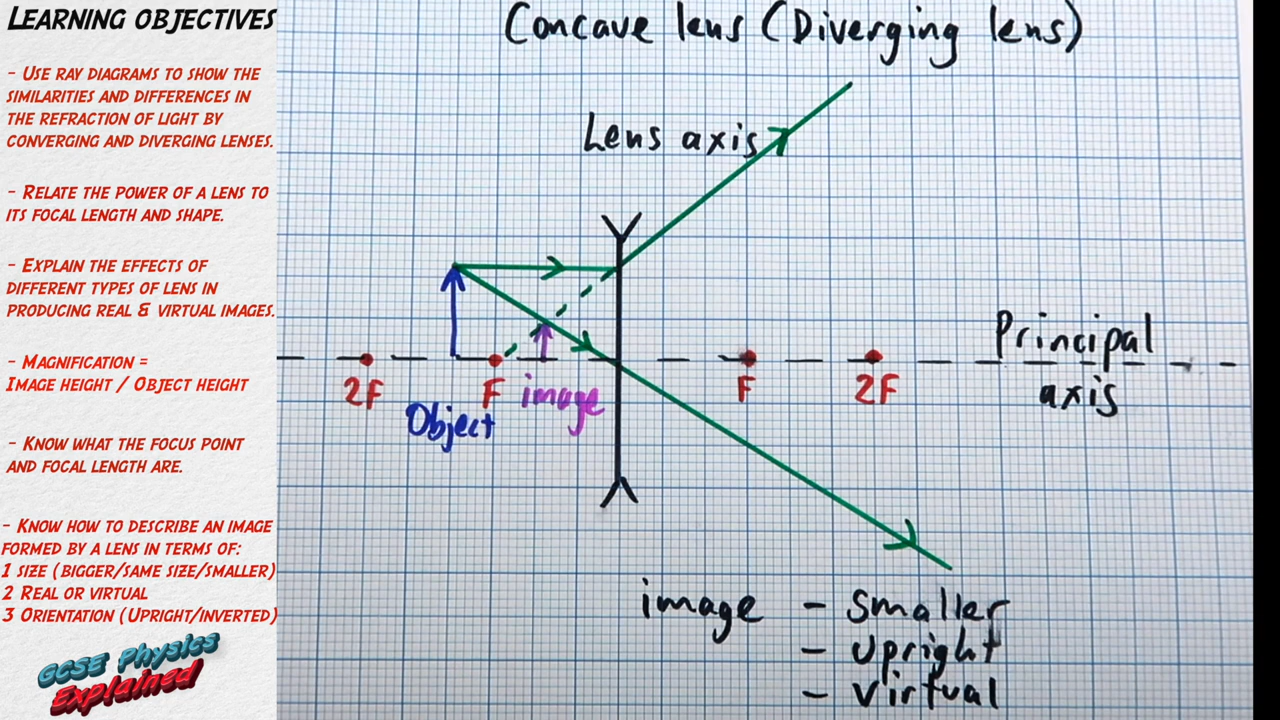 LEARNING OBJECTIVES
- USE RAY DIAGRAMS TO SHOW THE
SIMILARITIES AND DIFFERENCES IN
THE REFRACTION OF LIGHT BY
CONVERGING AND DIVERGING LENSES.
- RELATE THE POWER OF A LENS TO
ITS FOCAL LENGTH AND SHAPE.
- EXPLAIN THE EFFECTS OF
DIFFERENT TYPES OF LENS IN
PRODUCING REAL & VIRTUAL IMAGES.
- MAGNIFICATION =
IMAGE HEIGHT / OBJECT HEIGHT
- KNOW WHAT THE FOCUS POINT
AND FOCAL LENGTH ARE.
- KNOW HOW TO DESCRIBE AN IMAGE
FORMED BY A LENS IN TERMS OF:
1 SIZE (BIGGER/SAME SIZE/SMALLER)
2 REAL OR VIRTUAL
3 ORIENTATION (UPRIGHT/INVERTED)
GCSE Physics
Explained
Concave lens (Diverging lens)
Lens axis
Principal
axis
2F
F
image
F
2F
Object
image - smaller
- upright
- virtual